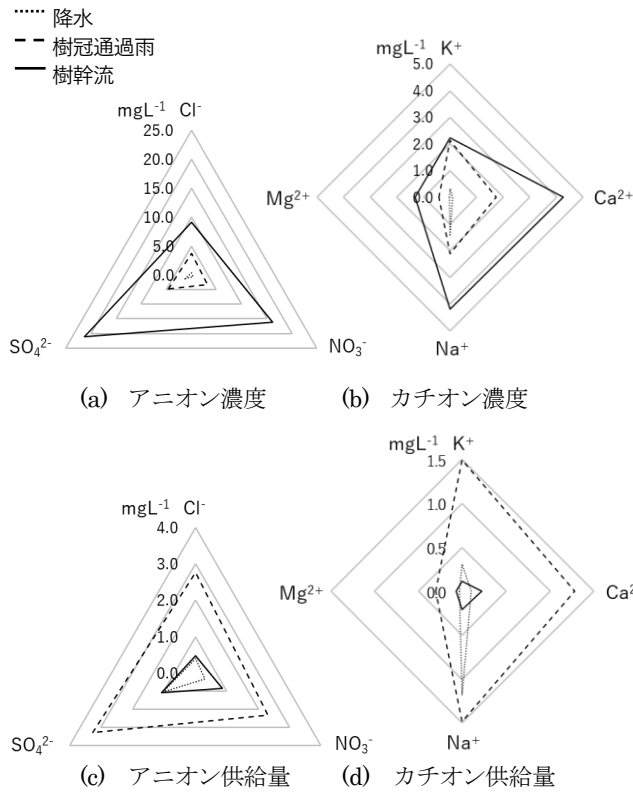 降水
樹冠通過雨
樹幹流
mgL⁻¹ Cl⁻
25.0
20.0
15.0
10.0
5.0
0.0
SO₄²⁻
NO₃⁻
(a) アニオン濃度
mgL⁻¹ K⁺
5.0
4.0
3.0
2.0
1.0
0.0
Mg²⁺
Ca²⁺
Na⁺
(b) カチオン濃度
mgL⁻¹ Cl⁻
4.0
3.0
2.0
1.0
0.0
SO₄²⁻
NO₃⁻
(c) アニオン供給量
mgL⁻¹ K⁺
1.5
1.0
0.5
0.0
Mg²⁺
Ca²
Na⁺
(d) カチオン供給量